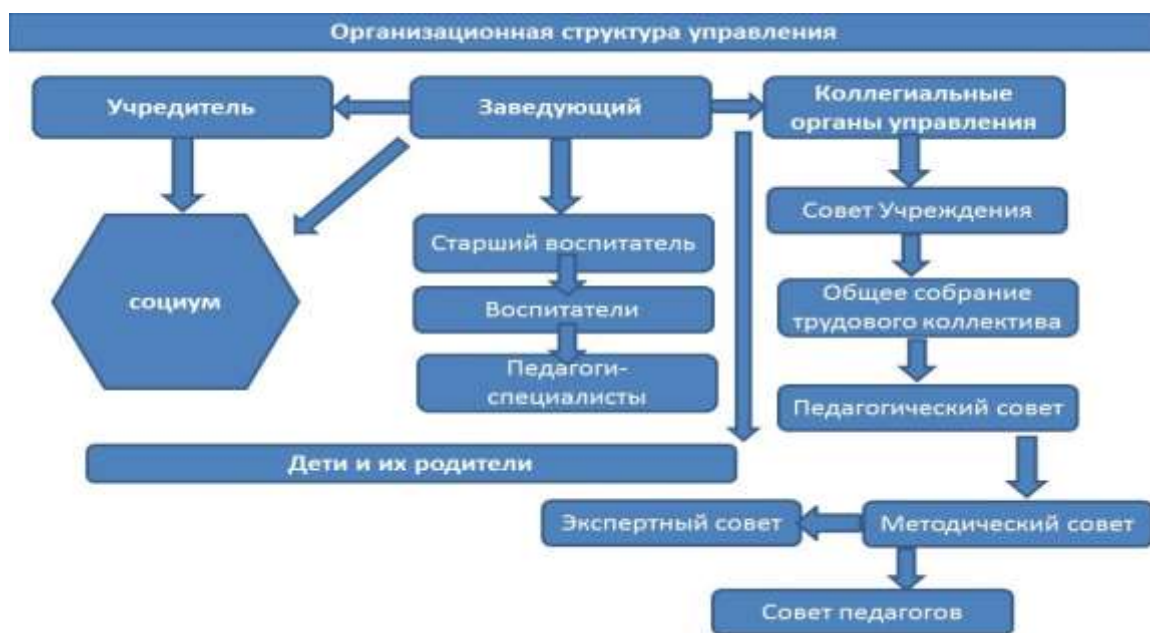 Организационная структура управления
Учредитель
Заведующий
Коллегиальные
органы управления
социум
Старший воспитатель
Воспитатели
Педагоги-
специалисты
Совет Учреждения
Общее собрание
трудового коллектива
Педагогический совет
Дети и их родители
Экспертный совет
Методический совет
Совет педагогов